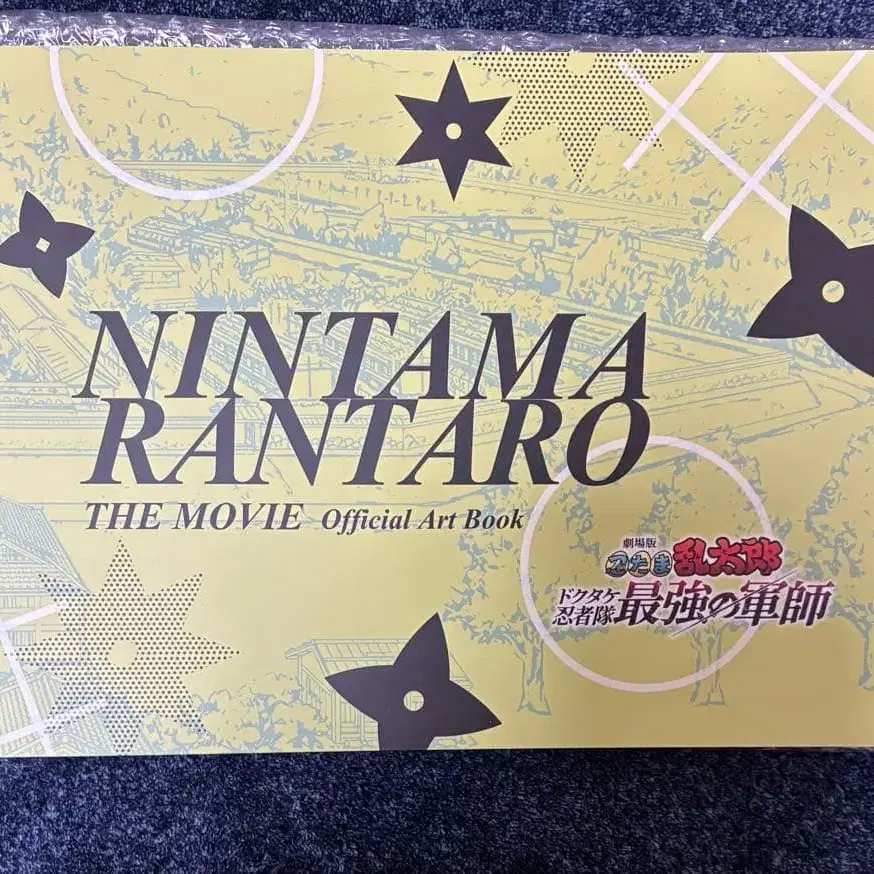 NINTAMA
RANTARO
THE MOVIE Official Art Book
劇場版
忍たま乱太郎
ドクタケ
忍者隊
最強の軍師